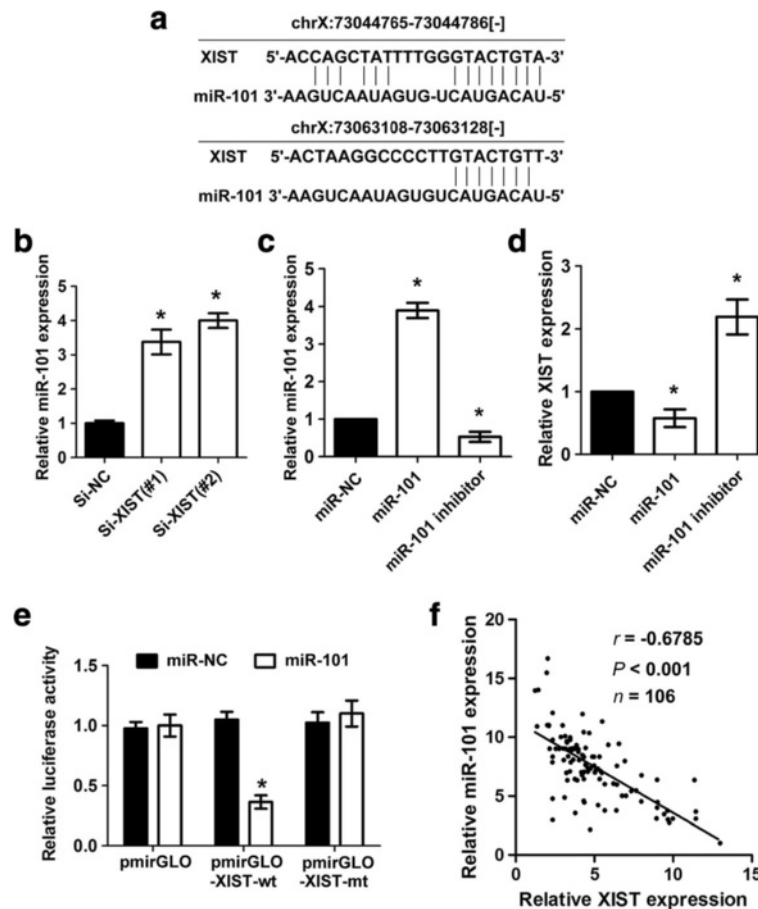 a
chrX:73044765-73044786[-]
XIST 5'-ACCAGCTATTTTGGGTACTGTA-3'
miR-101 3'-AAGUCAAUAGUG-UCAUGACAU-5'
chrX:73063108-73063128[-]
XIST 5'-ACTAAGGCCCCTTGTACTGTT-3'
miR-101 3'-AAGUCAAUAGUGUCAUGACAU-5'
b
Relative miR-101 expression
5
4
3
2
1
0
Si-NC
Si-XIST(#1)
Si-XIST(#2)
*
*
c
Relative miR-101 expression
5
4
3
2
1
0
miR-NC
miR-101
miR-101 inhibitor
*
*
d
Relative XIST expression
3
2
1
0
miR-NC
miR-101
miR-101 inhibitor
*
*
e
Relative luciferase activity
1.5
1.0
0.5
0.0
miR-NC miR-101
*
pmirGLO pmirGLO pmirGLO
-XIST-wt -XIST-mt
f
Relative miR-101 expression
20
15
10
5
0
r = -0.6785
P < 0.001
n = 106
0 5 10 15
Relative XIST expression